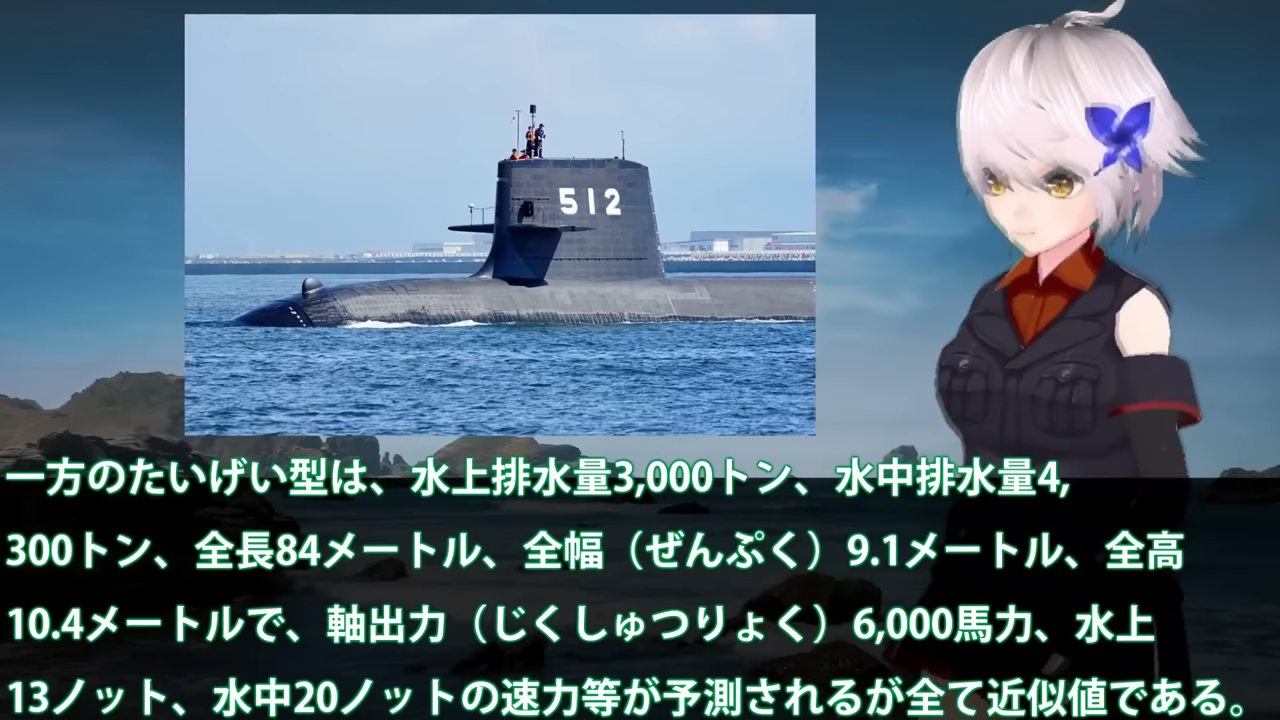 512
一方のたいげい型は、水上排水量3,000トン、水中排水量4,
300トン、全長84メートル、全幅（ぜんぷく）9.1メートル、全高
10.4メートルで、軸出力（じくしゅつりょく）6,000馬力、水上
13ノット、水中20ノットの速力等が予測されるが全て近似値である。